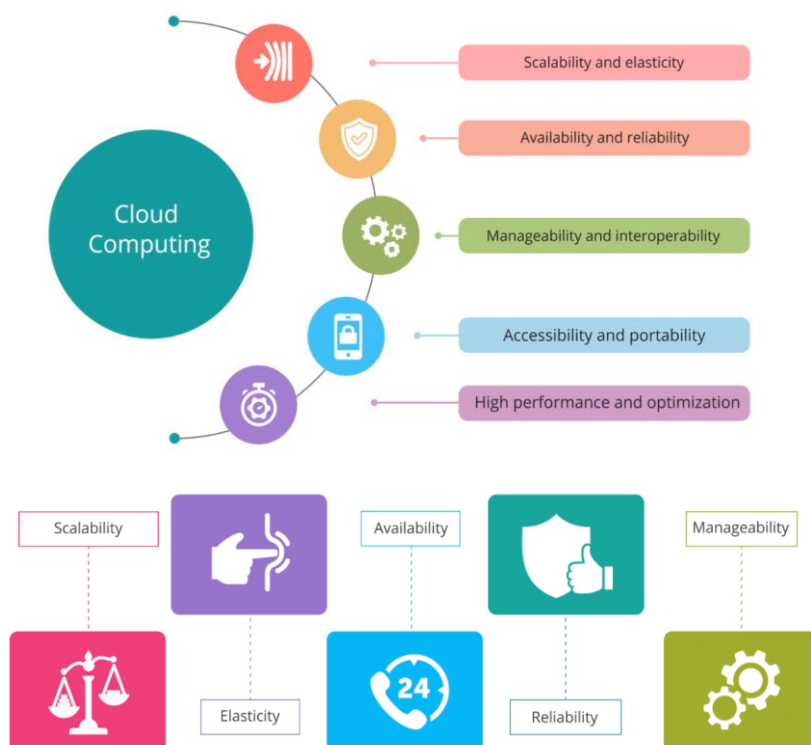 Scalability and elasticity
Availability and reliability
Cloud
Computing
Manageability and interoperability
Accessibility and portability
High performance and optimization
Scalability
Availability
Manageability
24
Elasticity
Reliability